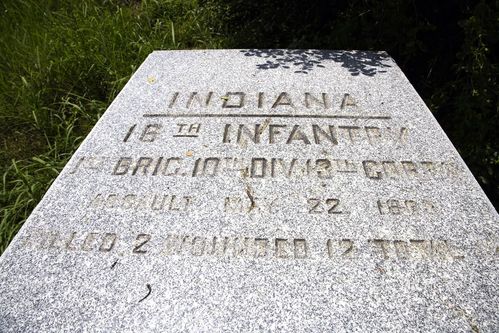 INDIANA
16TH INFANTRY
1ST BRIG. 10TH DIV. 13TH CORPS
ASSAULT MAY 22 1863
KILLED 2 WOUNDED 12 TOTAL